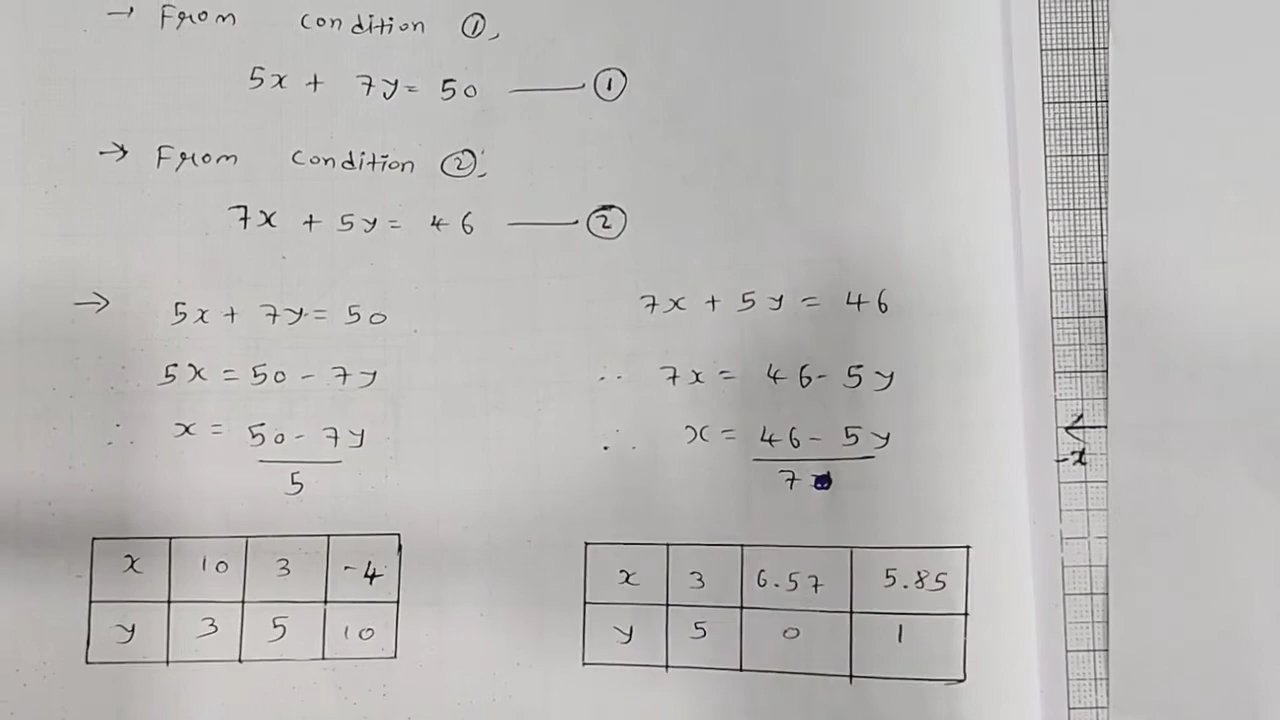 → From condition ①,
5x + 7y = 50 —— ①
→ From condition ②,
7x + 5y = 46 —— ②
→ 5x + 7y = 50
5x = 50 - 7y
∴ x = 50 - 7y
5
7x + 5y = 46
∴ 7x = 46 - 5y
∴ x = 46 - 5y
7
x 10 3 -4
y 3 5 10
x 3 6.57 5.85
y 5 0 1
-x